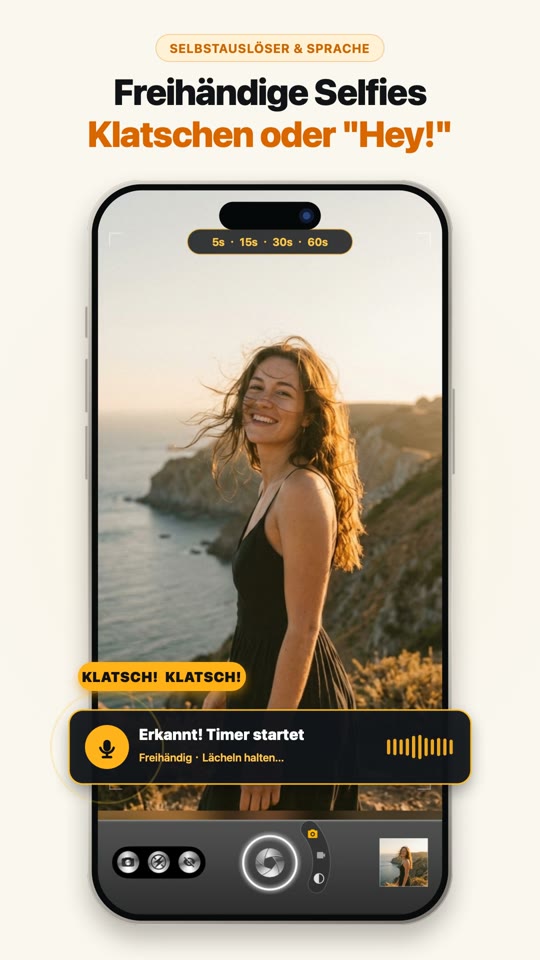 SELBSTAUSLÖSER & SPRACHE
Freihändige Selfies
Klatschen oder "Hey!"
5s · 15s · 30s · 60s
KLATSCH! KLATSCH!
Erkannt! Timer startet
Freihändig · Lächeln halten...